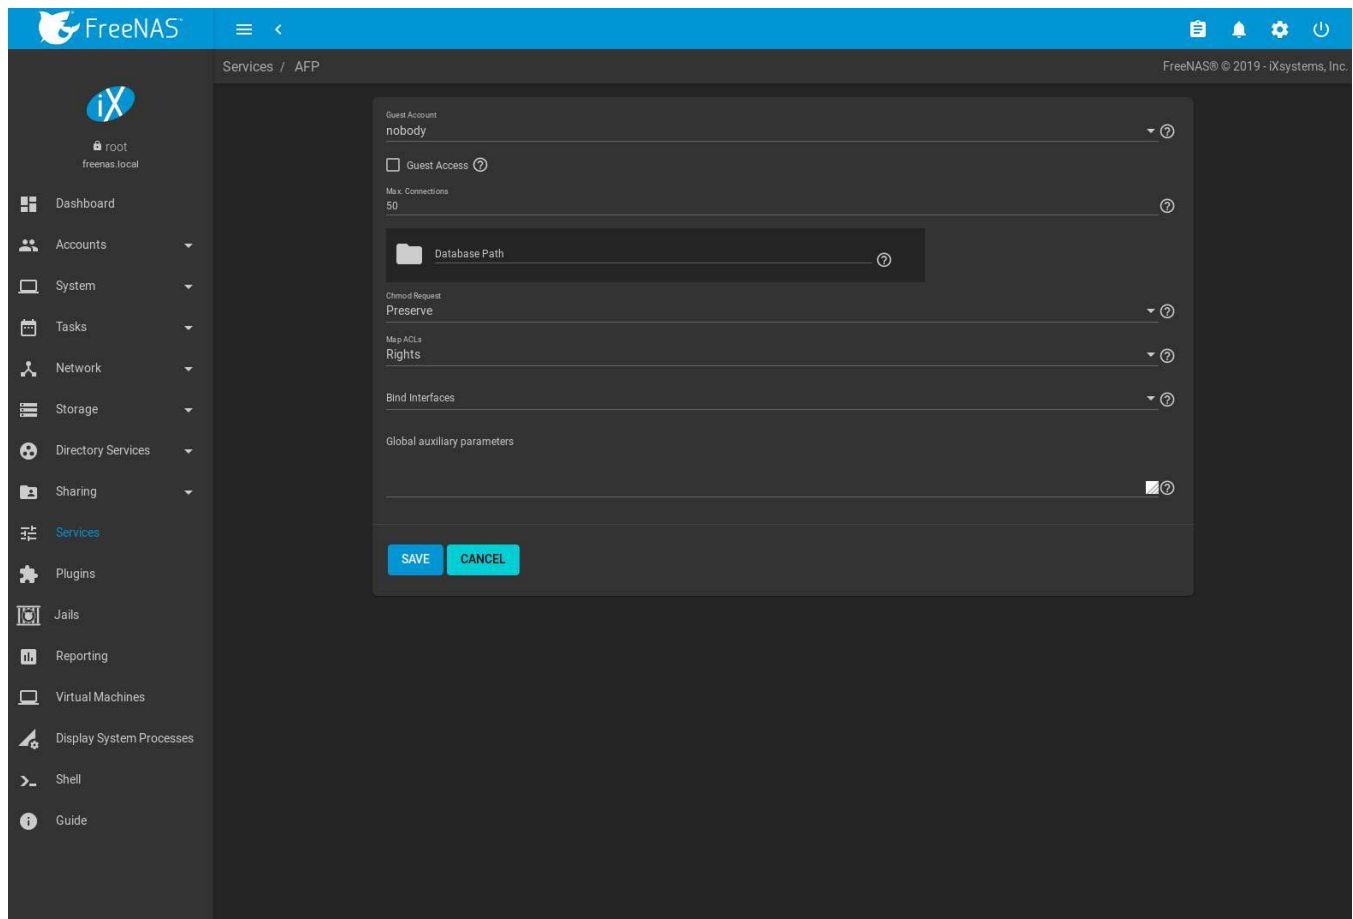 FreeNAS®
Services / AFP
FreeNAS® © 2019 - iXsystems, Inc.
iX
root
freenas.local
Dashboard
Accounts
System
Tasks
Network
Storage
Directory Services
Sharing
Services
Plugins
Jails
Reporting
Virtual Machines
Display System Processes
Shell
Guide
Guest Account
nobody
Guest Access
Max. Connections
50
Database Path
Chmod Request
Preserve
Map ACLs
Rights
Bind Interfaces
Global auxiliary parameters
SAVE
CANCEL